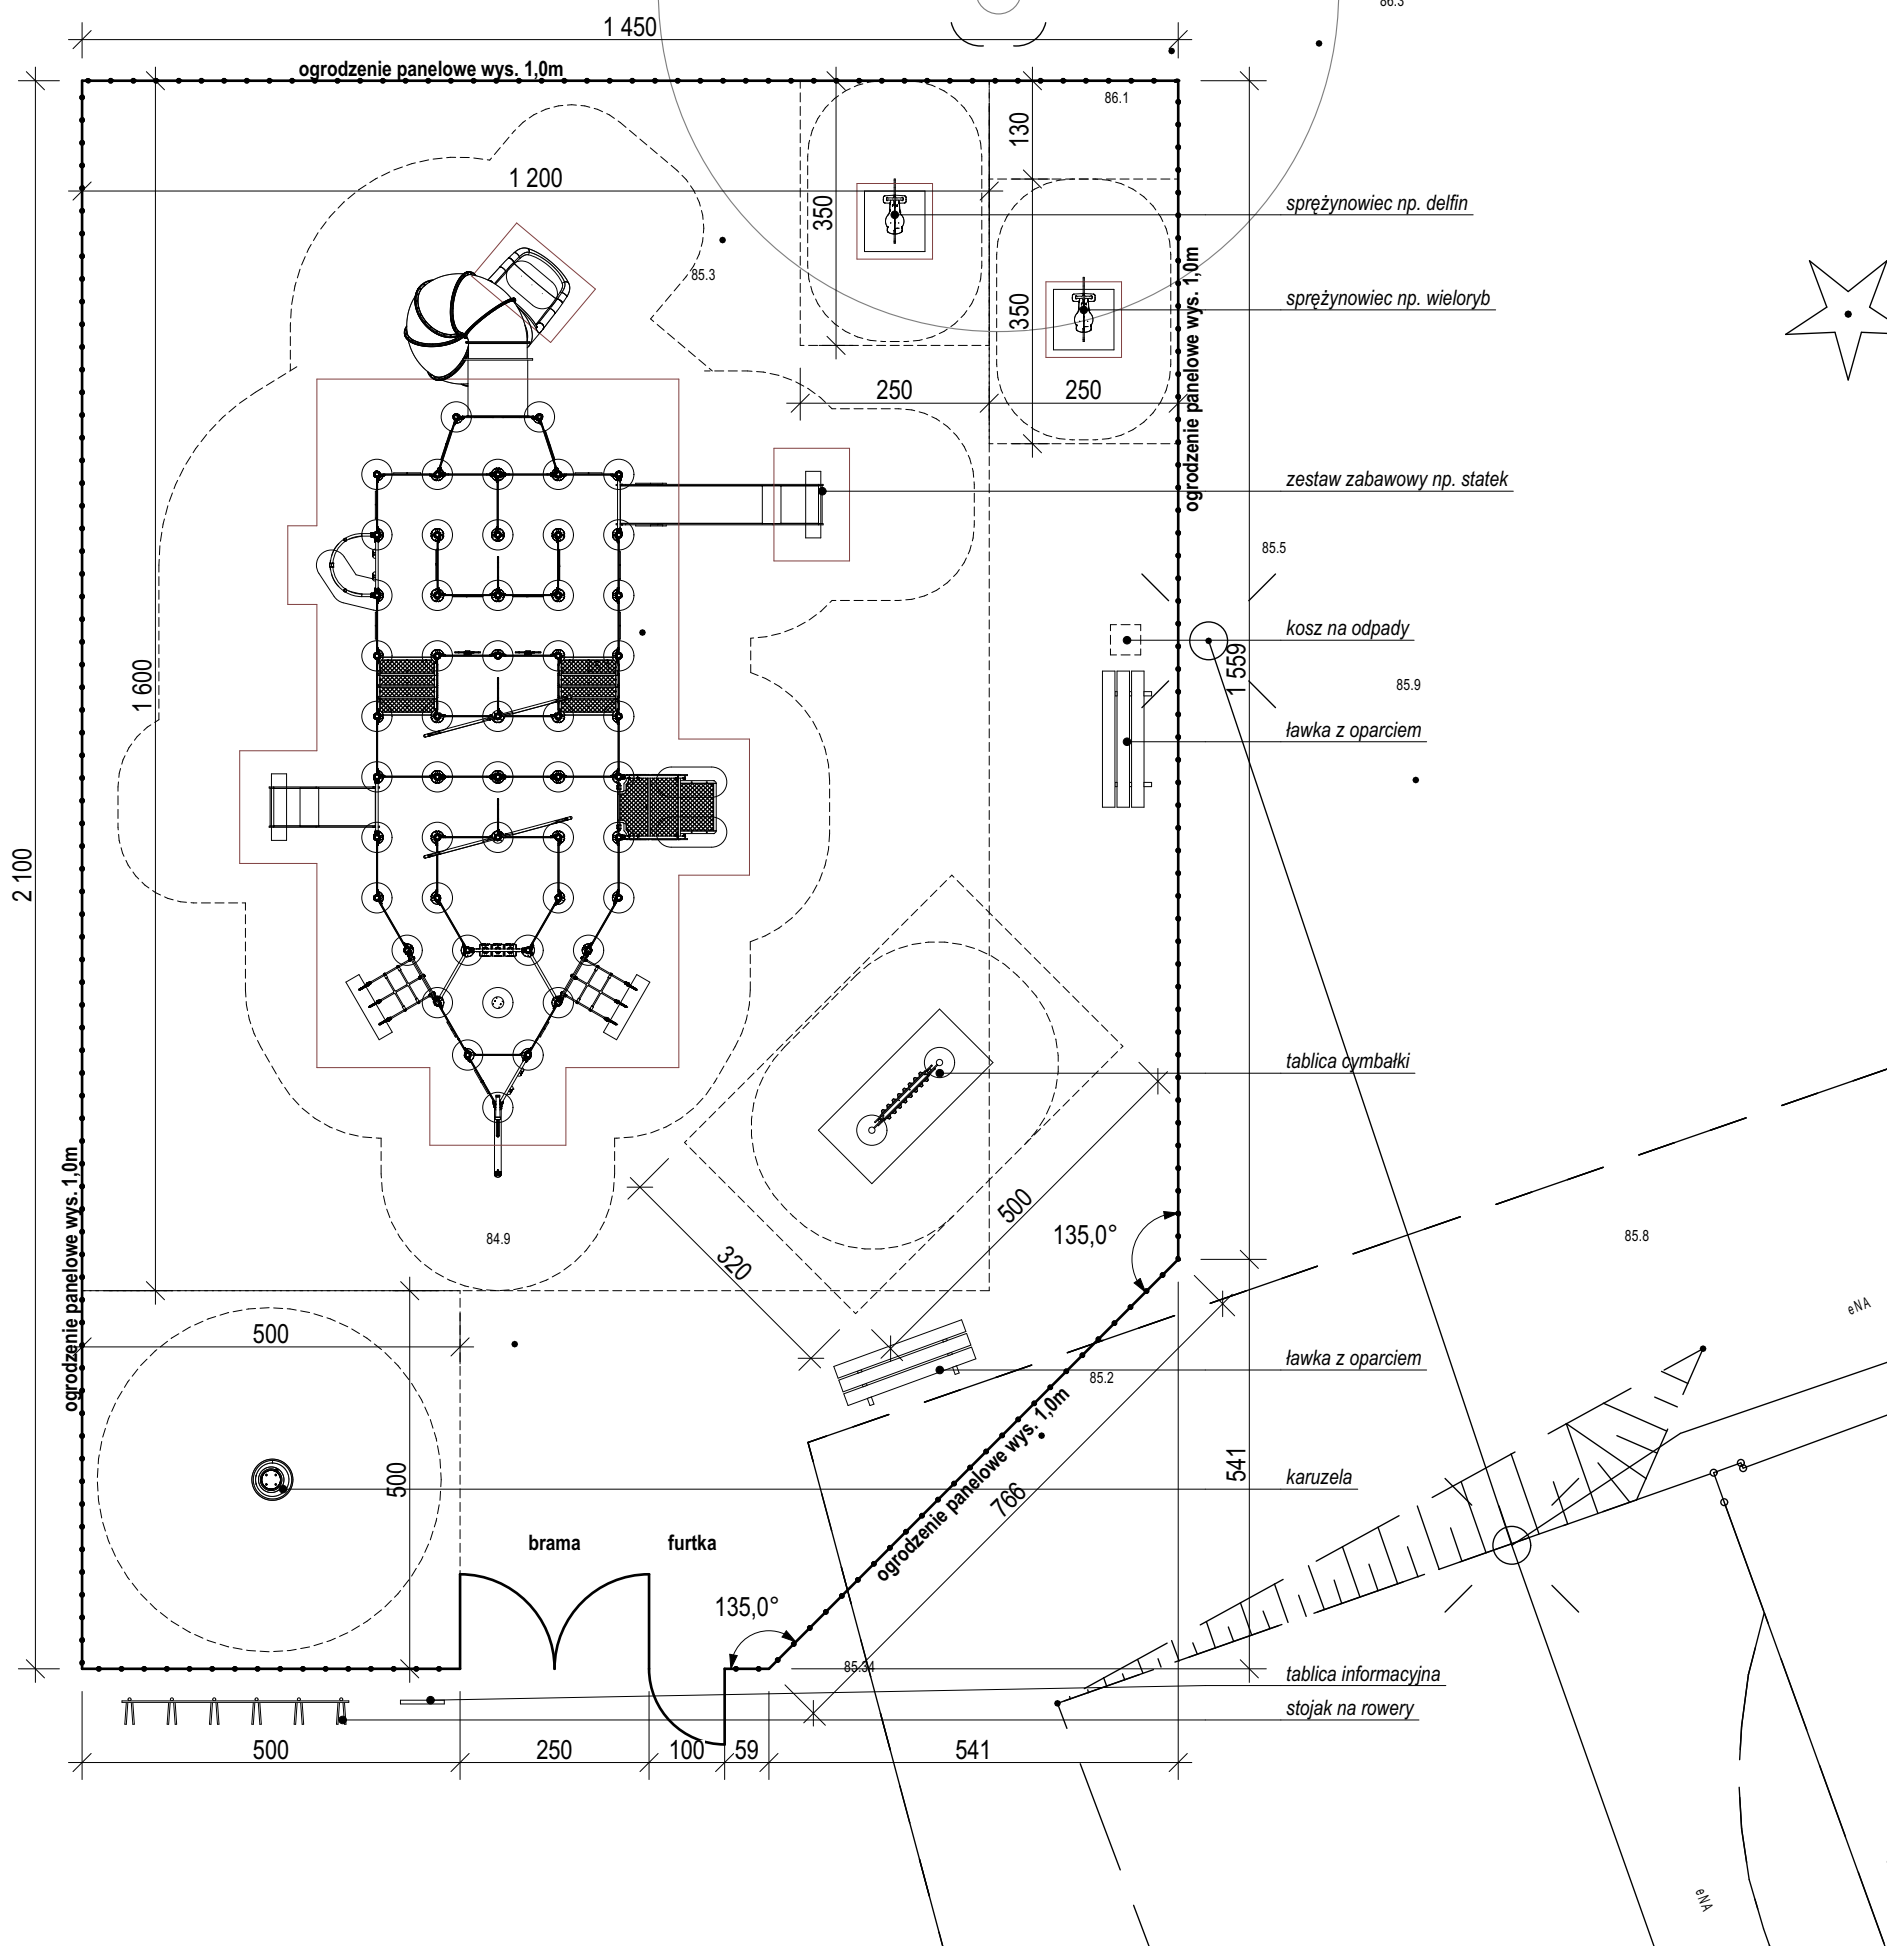 86.3
1 450
ogrodzenie panelowe wys. 1,0m
86.1
130
1 200
350
sprężynowiec np. delfin
85.3
350
sprężynowiec np. wieloryb
ogrodzenie panelowe wys. 1,0m
250
250
zestaw zabawowy np. statek
85.5
kosz na odpady
1 559
1 600
85.9
ławka z oparciem
2 100
tablica cymbałki
500
135,0°
320
84.9
85.8
ogrodzenie panelowe wys. 1,0m
eNA
500
ławka z oparciem
85.2
ogrodzenie panelowe wys. 1,0m
541
500
karuzela
766
brama
furtka
135,0°
85.34
tablica informacyjna
stojak na rowery
500
250
100
59
541
eNA